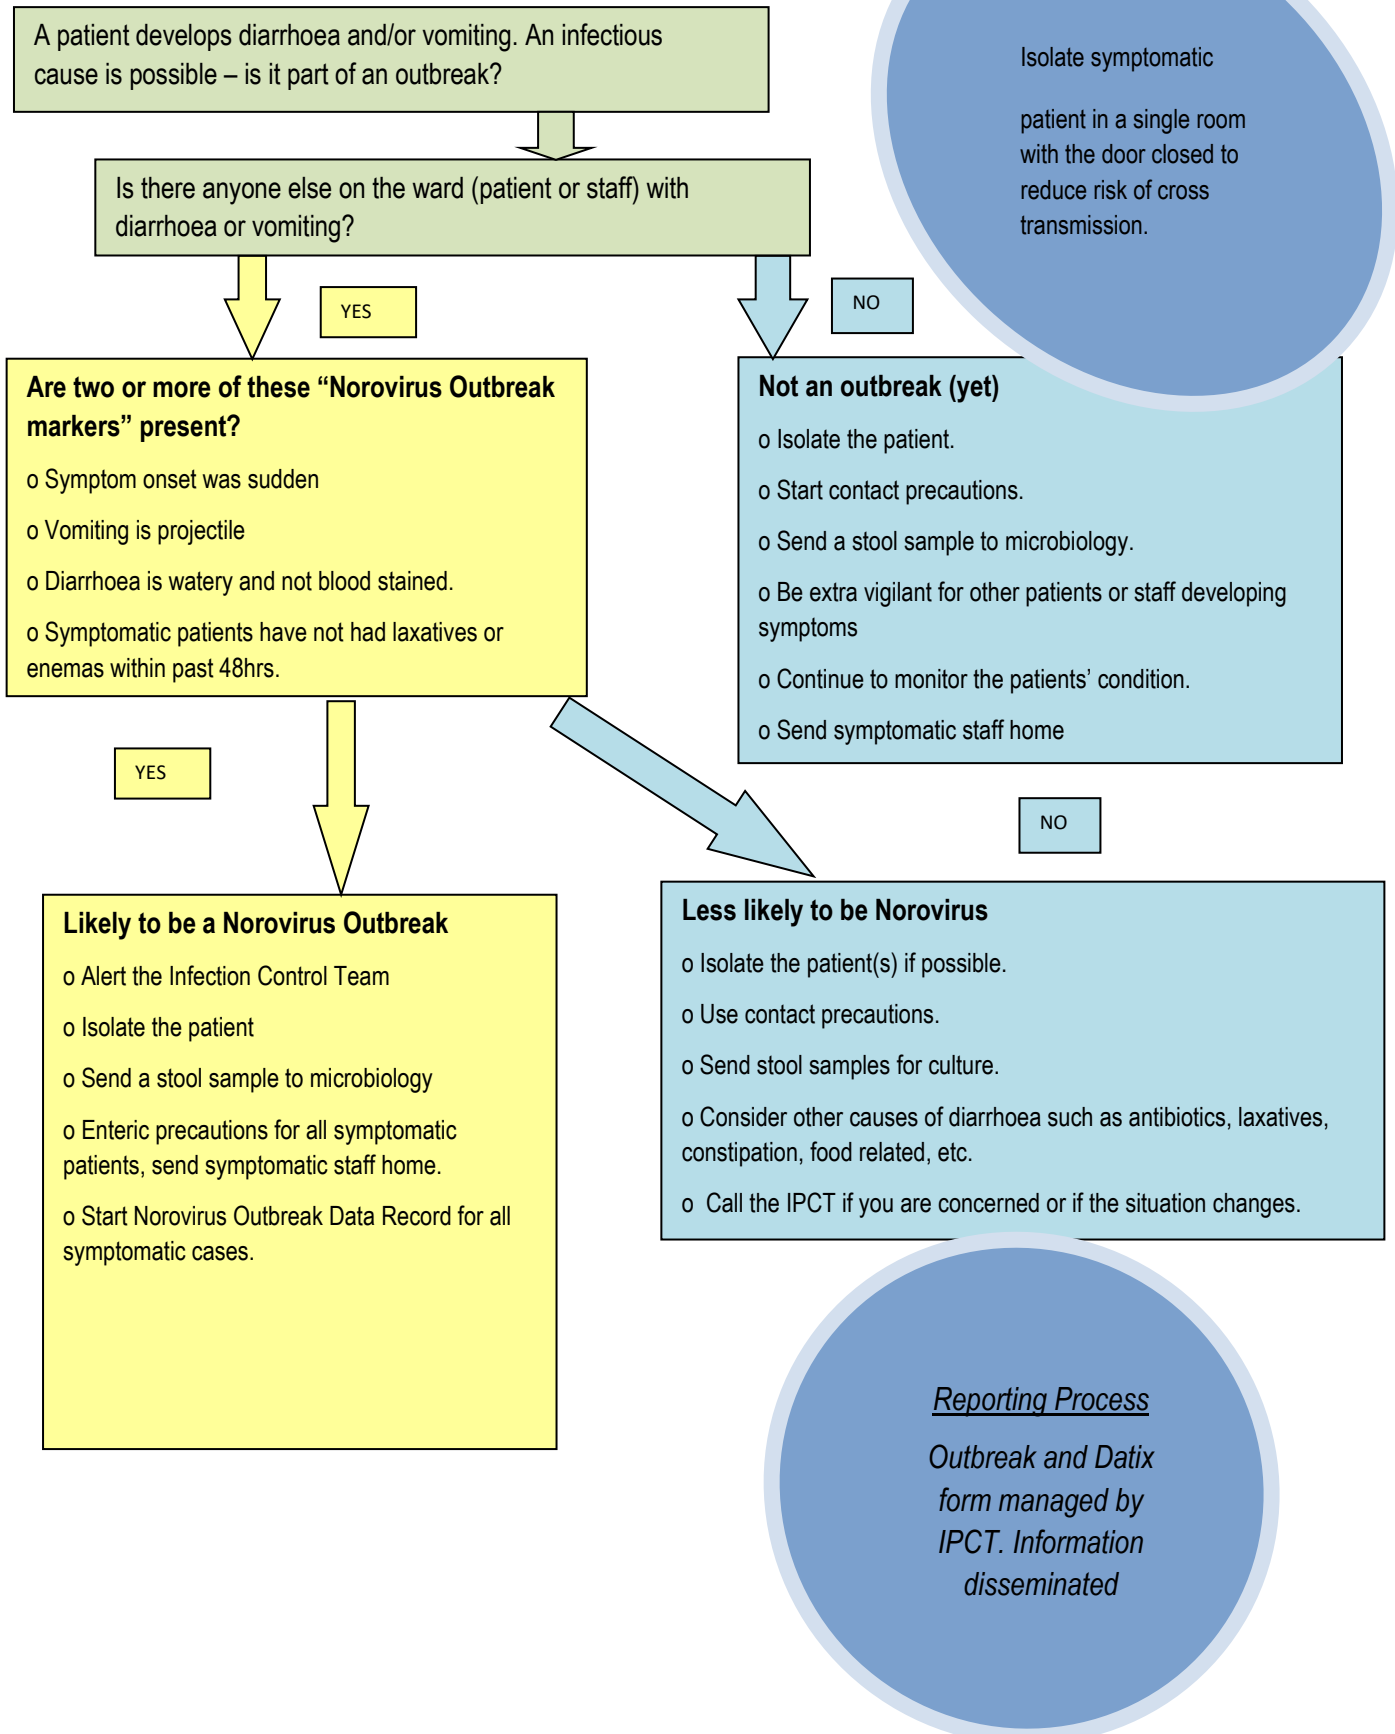 A patient develops diarrhoea and/or vomiting. An infectious
cause is possible – is it part of an outbreak?
Isolate symptomatic
patient in a single room
with the door closed to
reduce risk of cross
transmission.
Is there anyone else on the ward (patient or staff) with
diarrhoea or vomiting?
YES
NO
Are two or more of these “Norovirus Outbreak
markers” present?
o Symptom onset was sudden
o Vomiting is projectile
o Diarrhoea is watery and not blood stained.
o Symptomatic patients have not had laxatives or
enemas within past 48hrs.
Not an outbreak (yet)
o Isolate the patient.
o Start contact precautions.
o Send a stool sample to microbiology.
o Be extra vigilant for other patients or staff developing
symptoms
o Continue to monitor the patients’ condition.
o Send symptomatic staff home
YES
NO
Likely to be a Norovirus Outbreak
o Alert the Infection Control Team
o Isolate the patient
o Send a stool sample to microbiology
o Enteric precautions for all symptomatic
patients, send symptomatic staff home.
o Start Norovirus Outbreak Data Record for all
symptomatic cases.
Less likely to be Norovirus
o Isolate the patient(s) if possible.
o Use contact precautions.
o Send stool samples for culture.
o Consider other causes of diarrhoea such as antibiotics, laxatives,
constipation, food related, etc.
o  Call the IPCT if you are concerned or if the situation changes.
Reporting Process
Outbreak and Datix
form managed by
IPCT. Information
disseminated